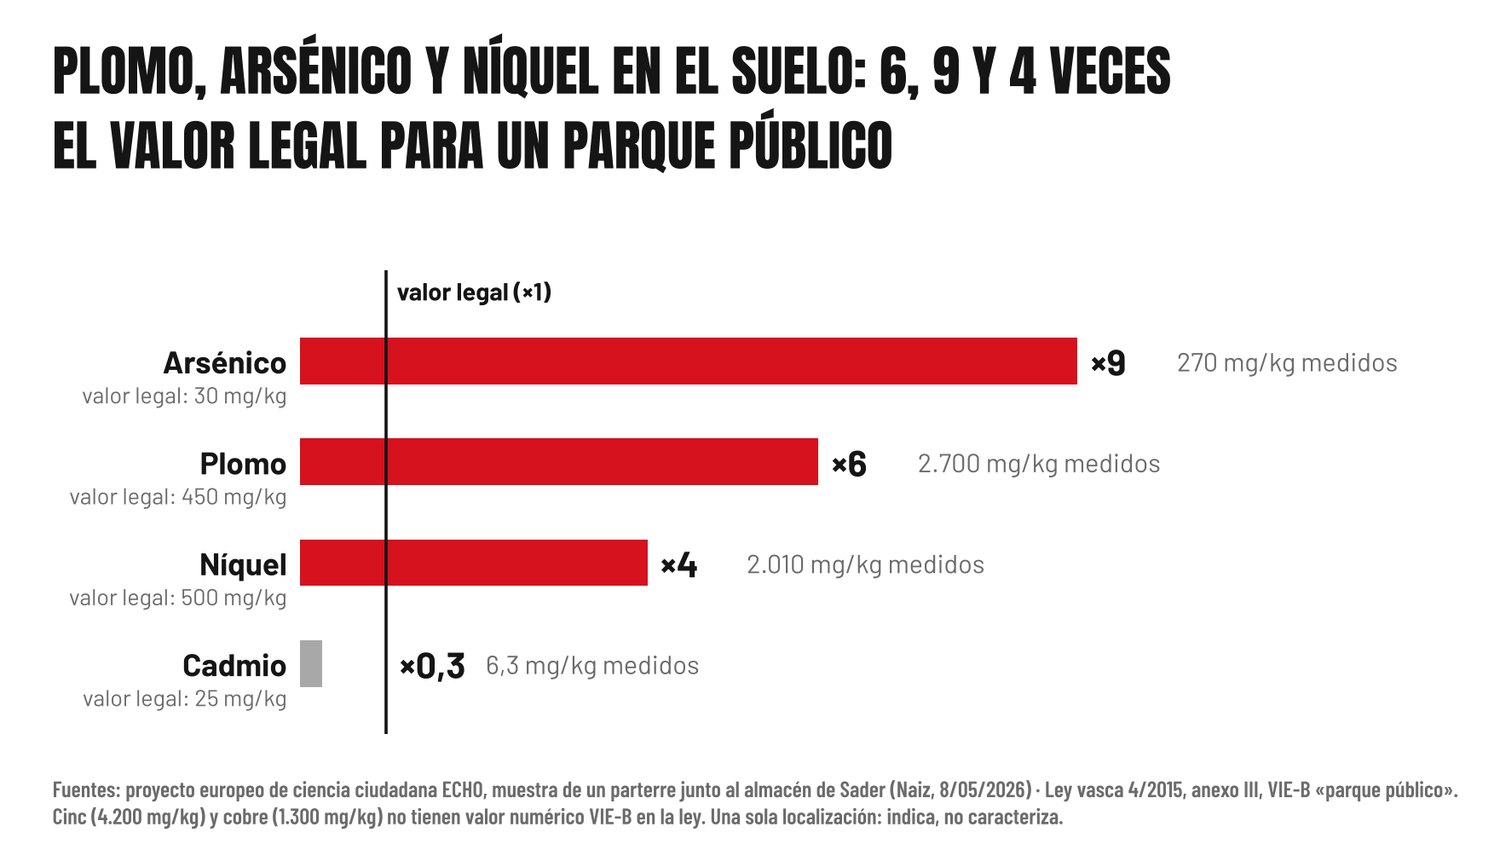 PLOMO, ARSÉNICO Y NÍQUEL EN EL SUELO: 6, 9 Y 4 VECES
EL VALOR LEGAL PARA UN PARQUE PÚBLICO
valor legal (×1)
Arsénico
valor legal: 30 mg/kg
×9
270 mg/kg medidos
Plomo
valor legal: 450 mg/kg
×6
2.700 mg/kg medidos
Níquel
valor legal: 500 mg/kg
×4
2.010 mg/kg medidos
Cadmio
valor legal: 25 mg/kg
×0,3
6,3 mg/kg medidos
Fuentes: proyecto europeo de ciencia ciudadana ECHO, muestra de un parterre junto al almacén de Sader (Naiz, 8/05/2026) · Ley vasca 4/2015, anexo III, VIE-B «parque público».
Cinc (4.200 mg/kg) y cobre (1.300 mg/kg) no tienen valor numérico VIE-B en la ley. Una sola localización: indica, no caracteriza.